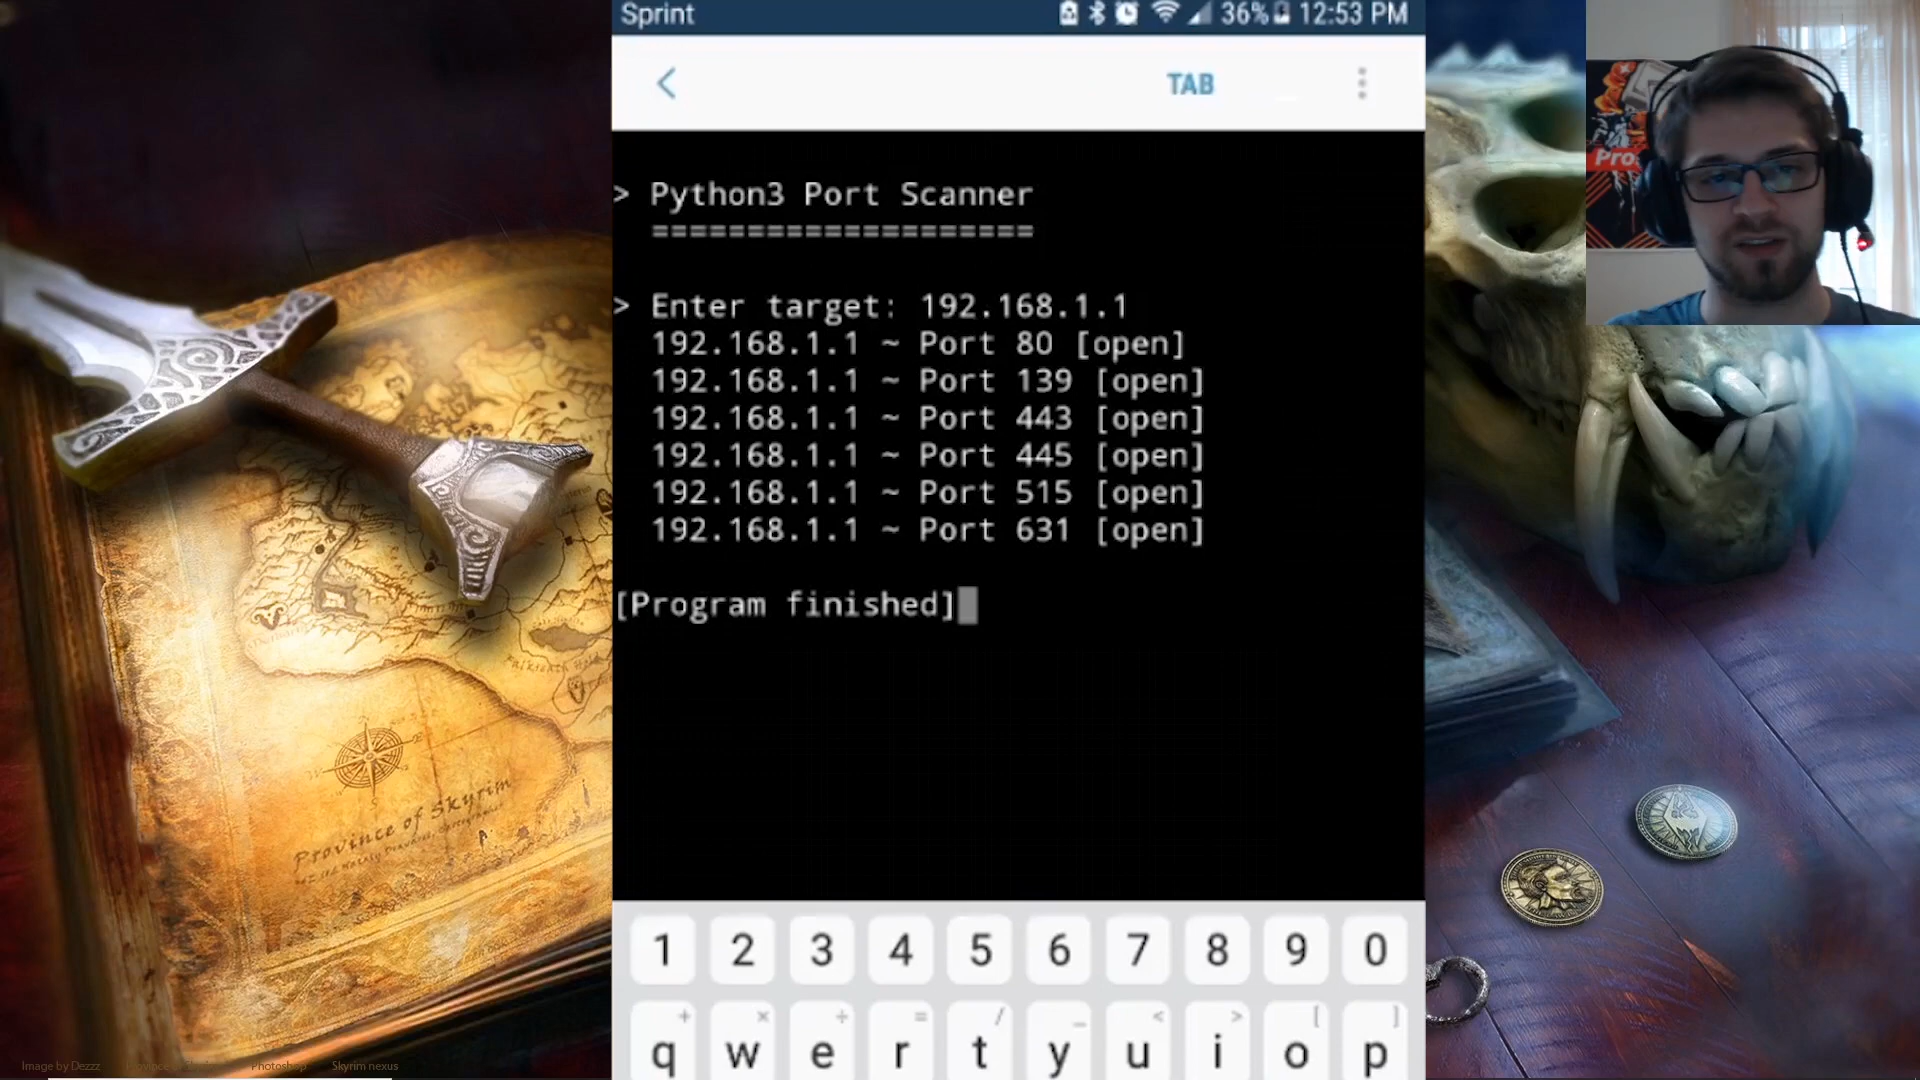 Sprint 36% 12:53 PM
TAB
> Python3 Port Scanner
====================
> Enter target: 192.168.1.1
192.168.1.1 ~ Port 80 [open]
192.168.1.1 ~ Port 139 [open]
192.168.1.1 ~ Port 443 [open]
192.168.1.1 ~ Port 445 [open]
192.168.1.1 ~ Port 515 [open]
192.168.1.1 ~ Port 631 [open]
[Program finished]
1 2 3 4 5 6 7 8 9 0
+ × ÷ = / _ < > [ ]
q w e r t y u i o p
Pro
Province of Skyrim
Image by Dezzz
Photoshop
Skyrim nexus